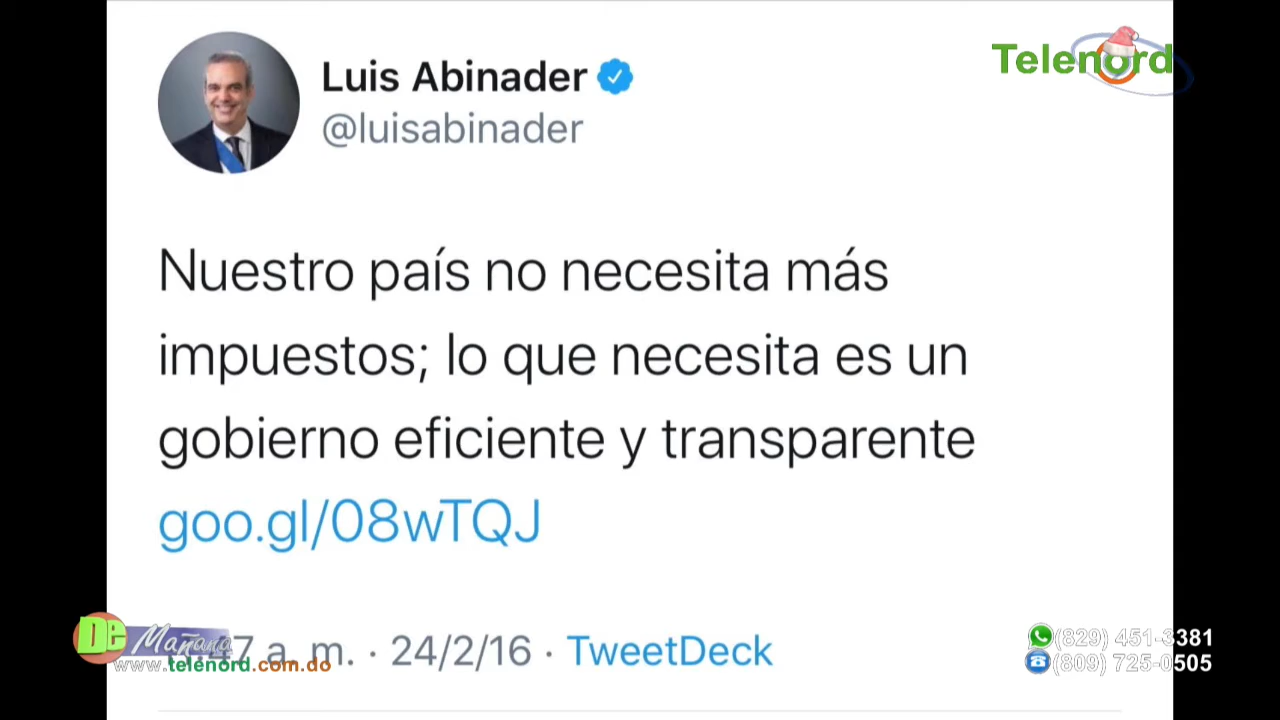 Luis Abinader
Telenord
@luisabinader
Nuestro país no necesita más
impuestos; lo que necesita es un
gobierno eficiente y transparente
goo.gl/08wTQJ
De Mañana
47 a. m. · 24/2/16 · TweetDeck
www.telenord.com.do
(829) 451-3381
(809) 725-0505